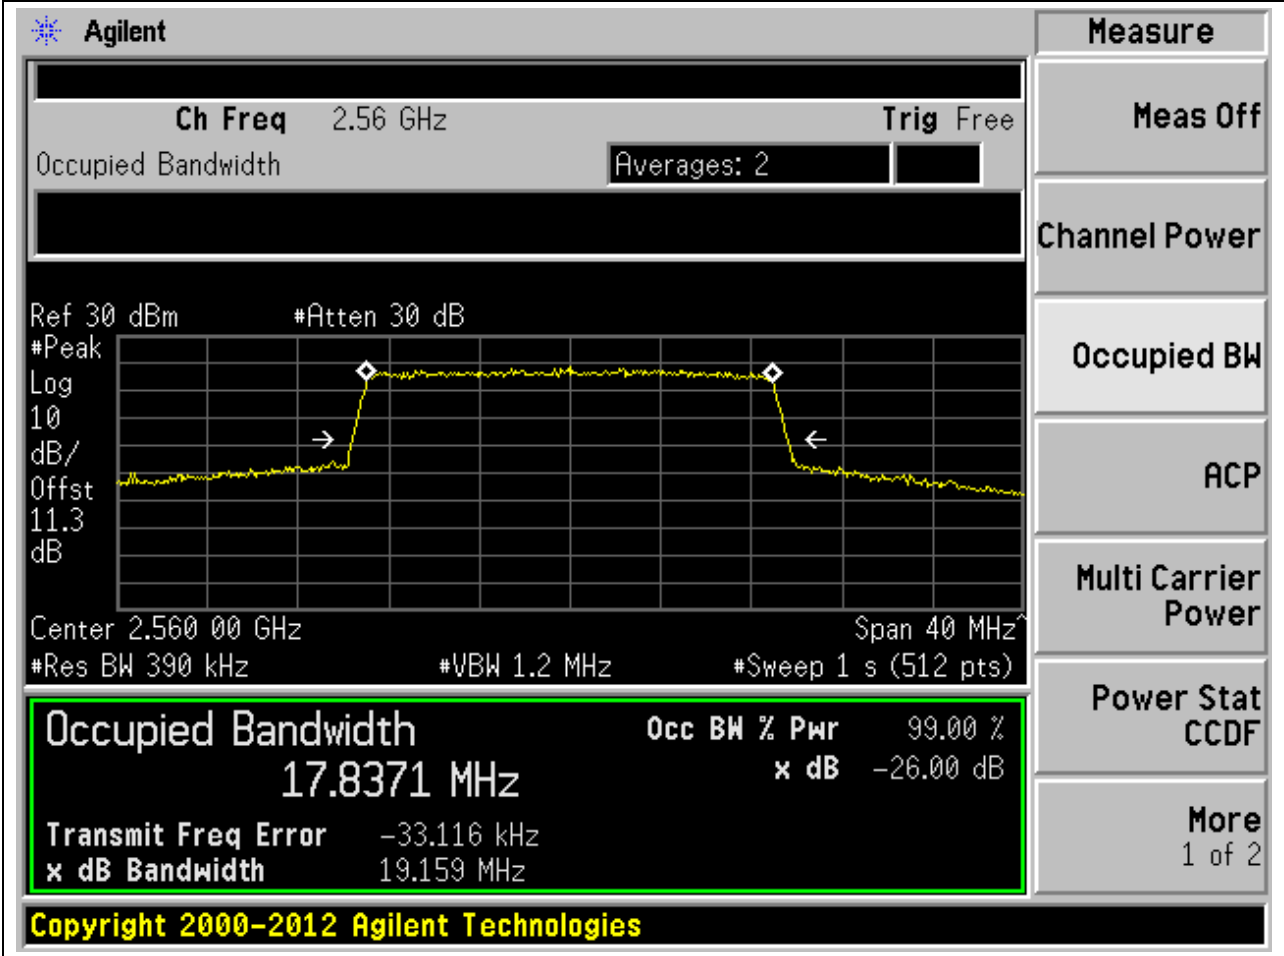 Agilent
Measure
Ch Freq 2.56 GHz Trig Free
Occupied Bandwidth Averages: 2
Meas Off
Channel Power
Occupied BW
ACP
Multi Carrier
Power
Power Stat
CCDF
More
1 of 2
Ref 30 dBm #Atten 30 dB
#Peak
Log
10
dB/
Offst
11.3
dB
Center 2.560 00 GHz Span 40 MHz^
#Res BW 390 kHz #VBW 1.2 MHz #Sweep 1 s (512 pts)
Occupied Bandwidth Occ BW % Pwr 99.00 %
17.8371 MHz x dB -26.00 dB
Transmit Freq Error -33.116 kHz
x dB Bandwidth 19.159 MHz
Copyright 2000-2012 Agilent Technologies